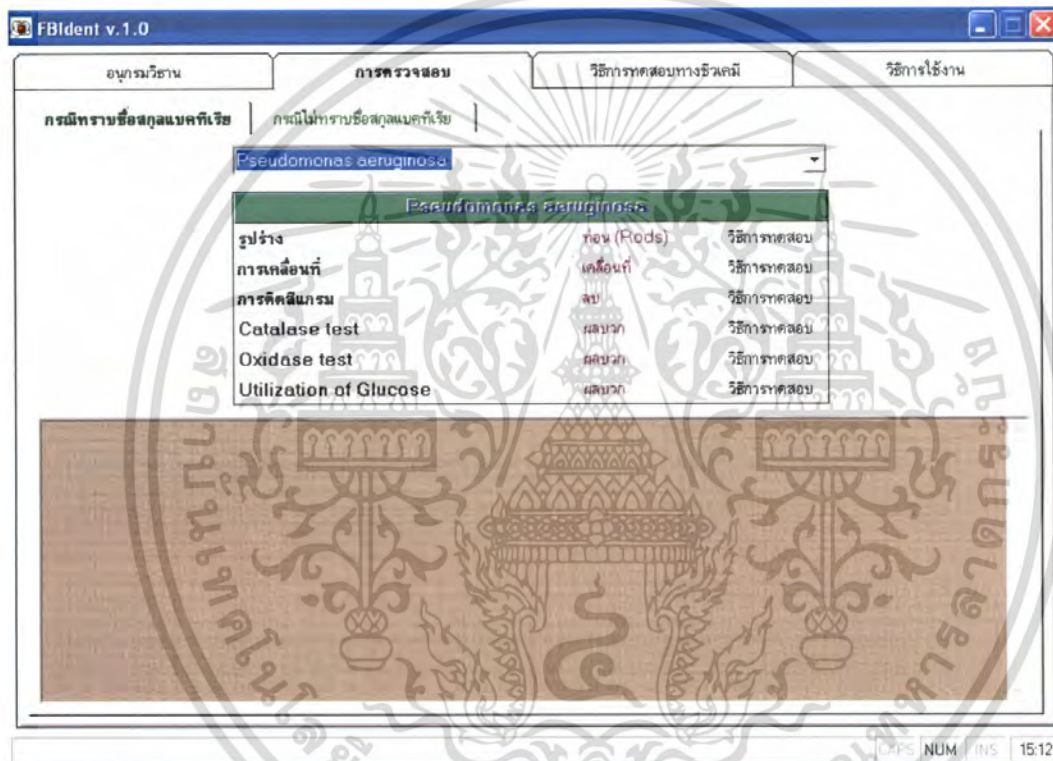 FBIdent v.1.0
อนุกรมวิธาน การตรวจสอบ วิธีการทดสอบทางชีวเคมี วิธีการใช้งาน
กรณีทราบชื่อสกุลแบคทีเรีย กรณีไม่ทราบชื่อสกุลแบคทีเรีย
Pseudomonas aeruginosa
Pseudomonas aeruginosa
รูปร่าง ท่อน (Rods) วิธีการทดสอบ
การเคลื่อนที่ เคลื่อนที่ วิธีการทดสอบ
การติดสีแกรม ลบ วิธีการทดสอบ
Catalase test ผลบวก วิธีการทดสอบ
Oxidase test ผลบวก วิธีการทดสอบ
Utilization of Glucose ผลบวก วิธีการทดสอบ
CAPS NUM INS 15:12